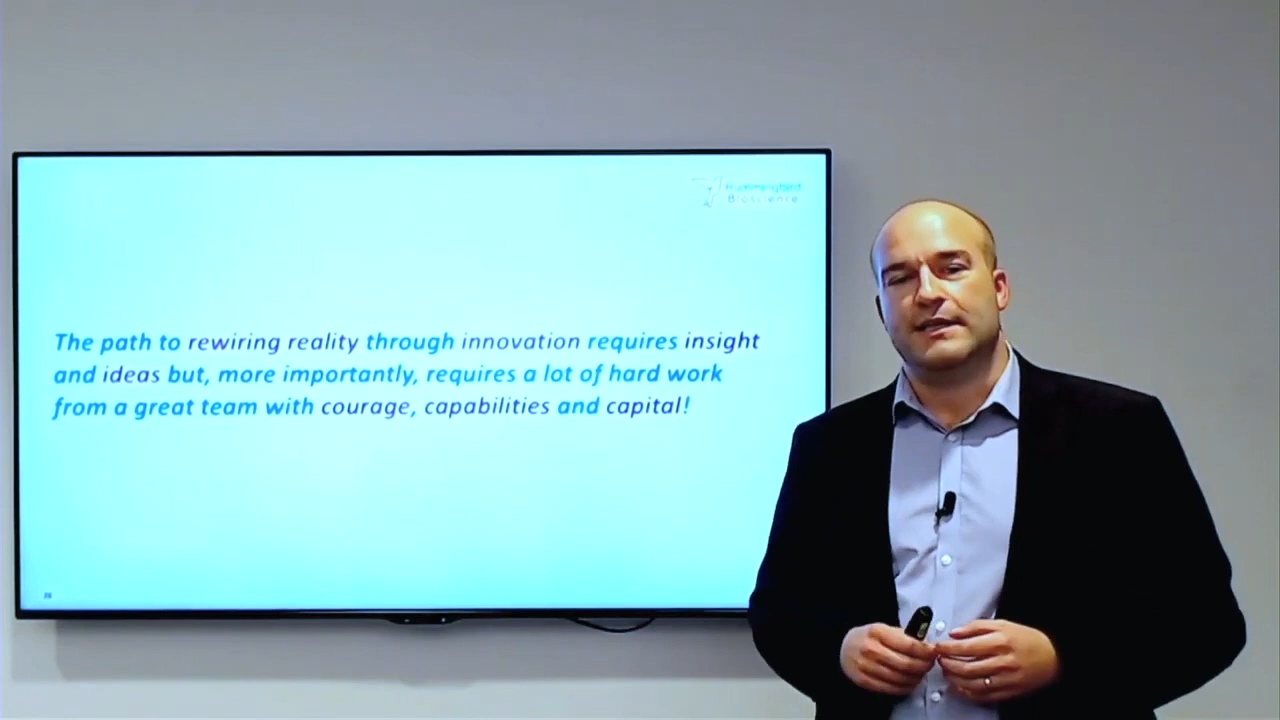 Hummingbird
Bioscience
The path to rewiring reality through innovation requires insight
and ideas but, more importantly, requires a lot of hard work
from a great team with courage, capabilities and capital!